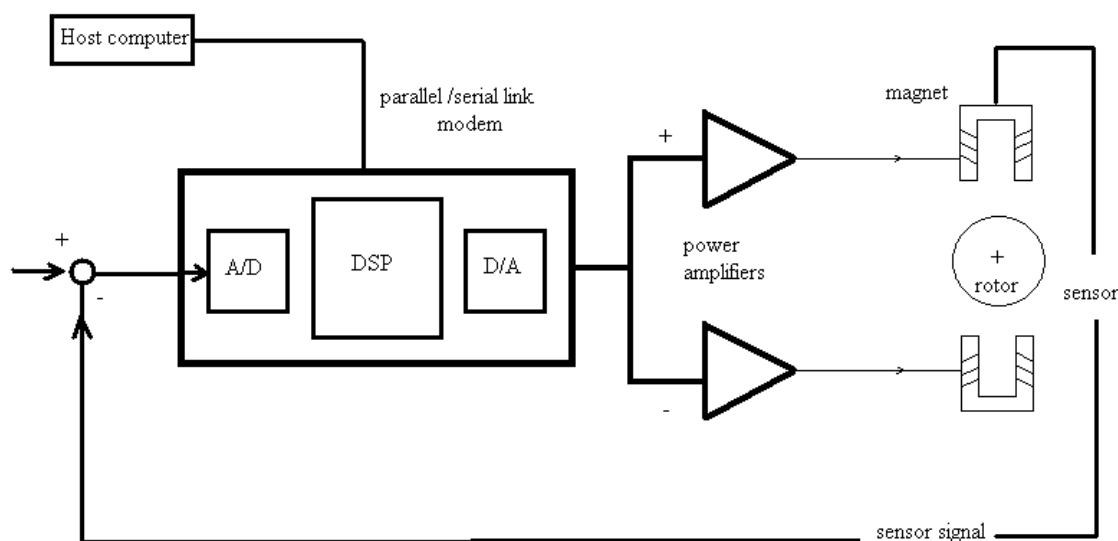 Host computer
parallel /serial link
modem
magnet
+
+
A/D
DSP
D/A
power
amplifiers
+
rotor
sensor
-
-
sensor signal